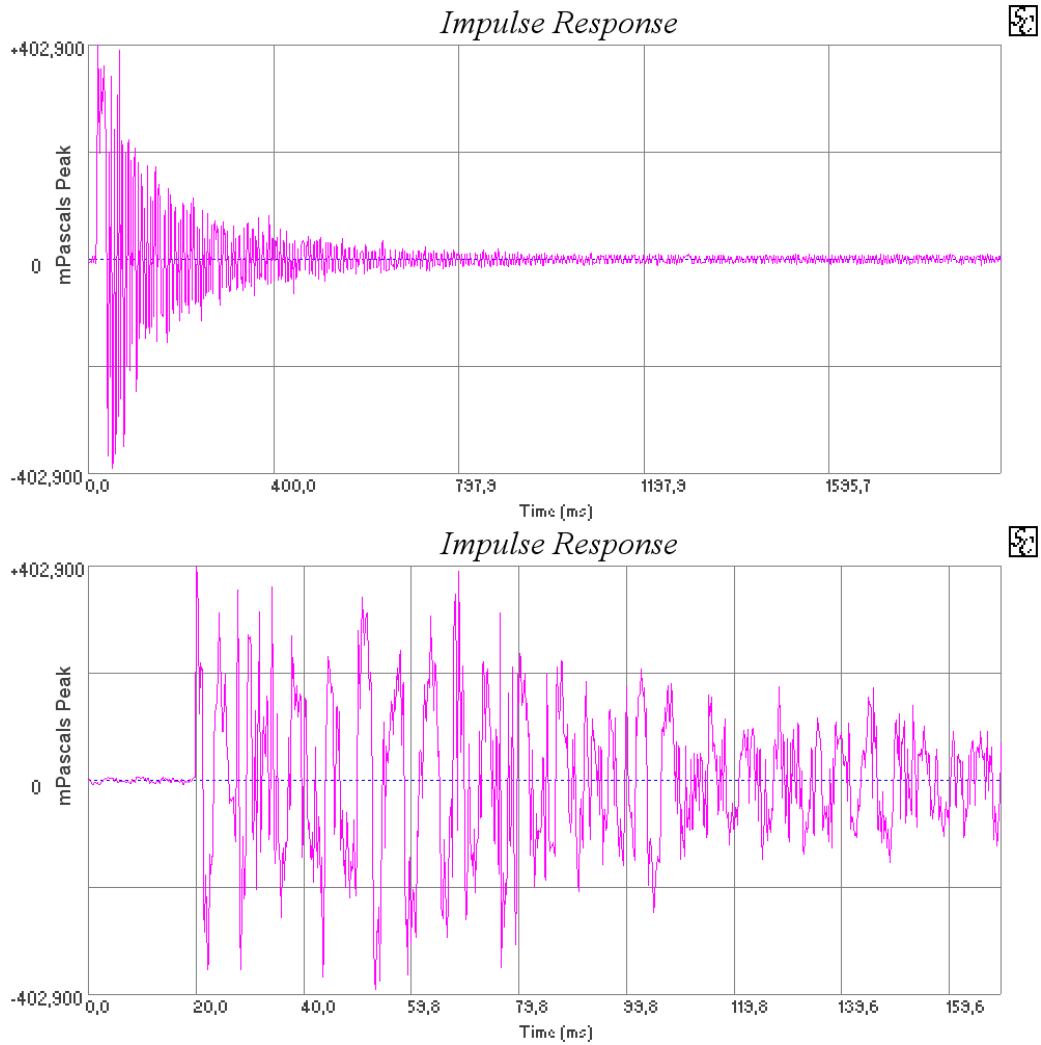 Impulse Response
+402,900
mPascals Peak
0
-402,900
0,0 400,0 797,9 1197,9 1595,7
Time (ms)
Impulse Response
+402,900
mPascals Peak
0
-402,900
0,0 20,0 40,0 59,8 79,8 99,8 119,8 139,6 159,6
Time (ms)